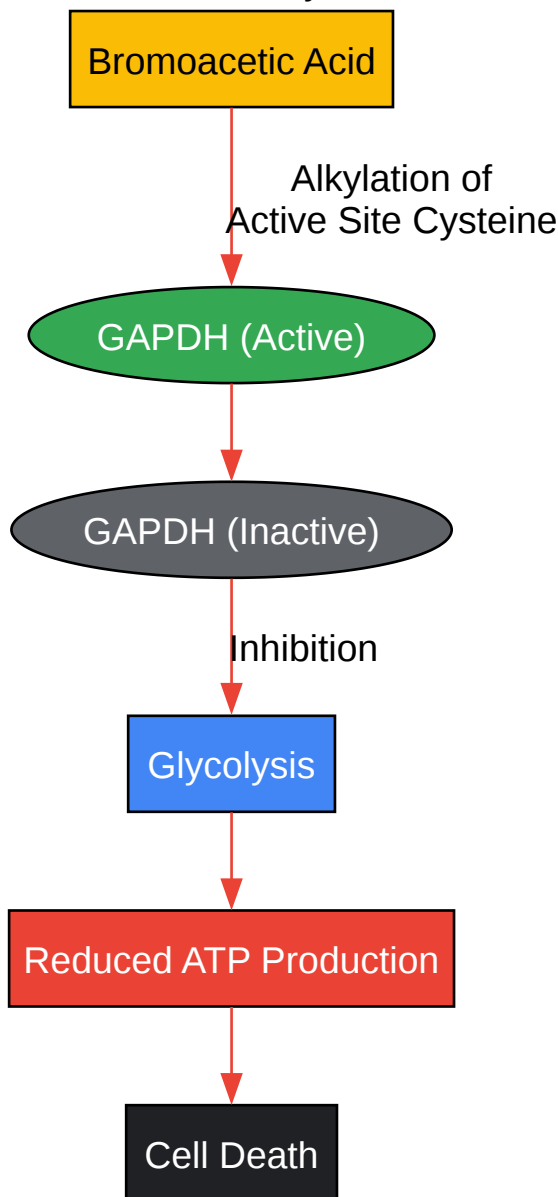 Bromoacetic Acid
Alkylation of
Active Site Cysteine
GAPDH (Active)
GAPDH (Inactive)
Inhibition
Glycolysis
Reduced ATP Production
Cell Death